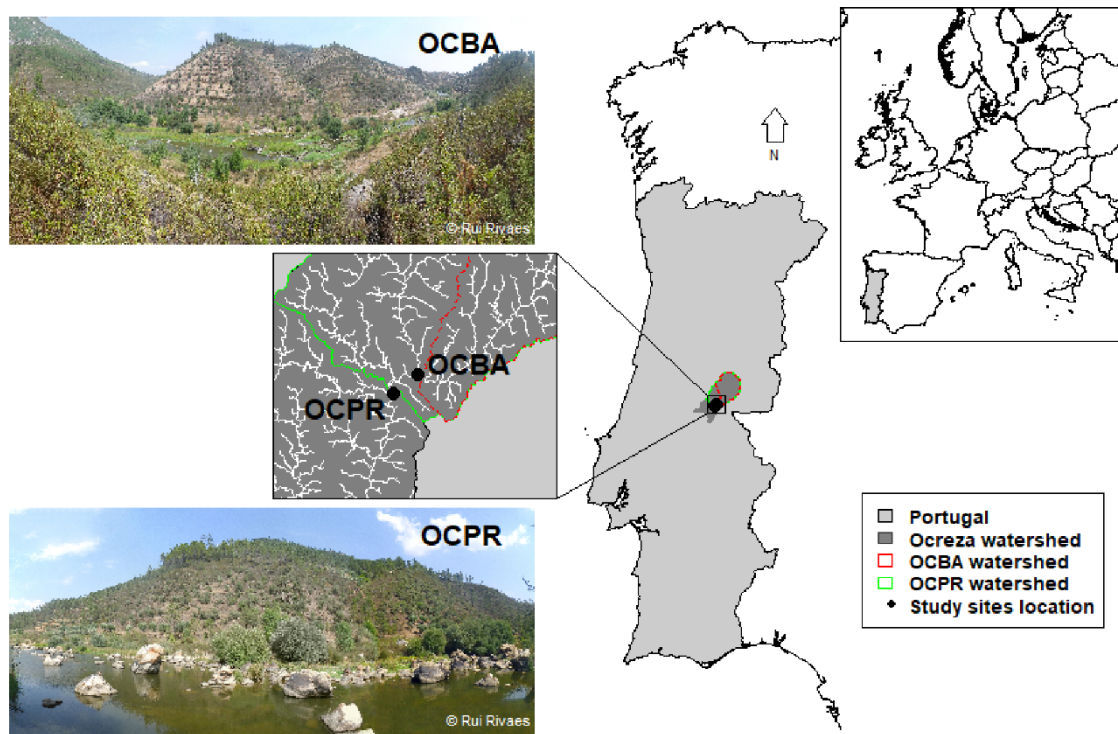 OCBA
© Rui Rivaes
N
OCBA
OCPR
OCPR
© Rui Rivaes
Portugal
Ocreza watershed
OCBA watershed
OCPR watershed
Study sites location